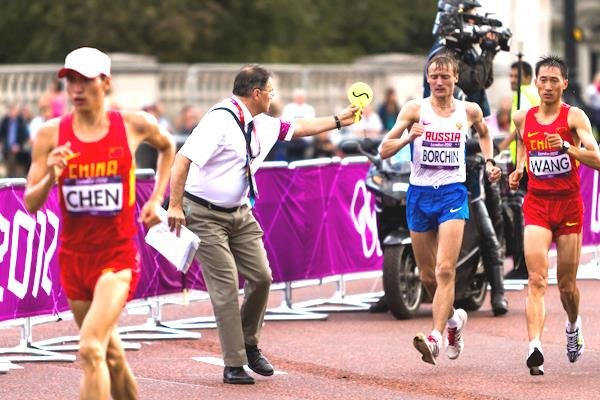 CHINA
CHEN
2012
RUSSIA
BORCHIN
CHINA
WANG